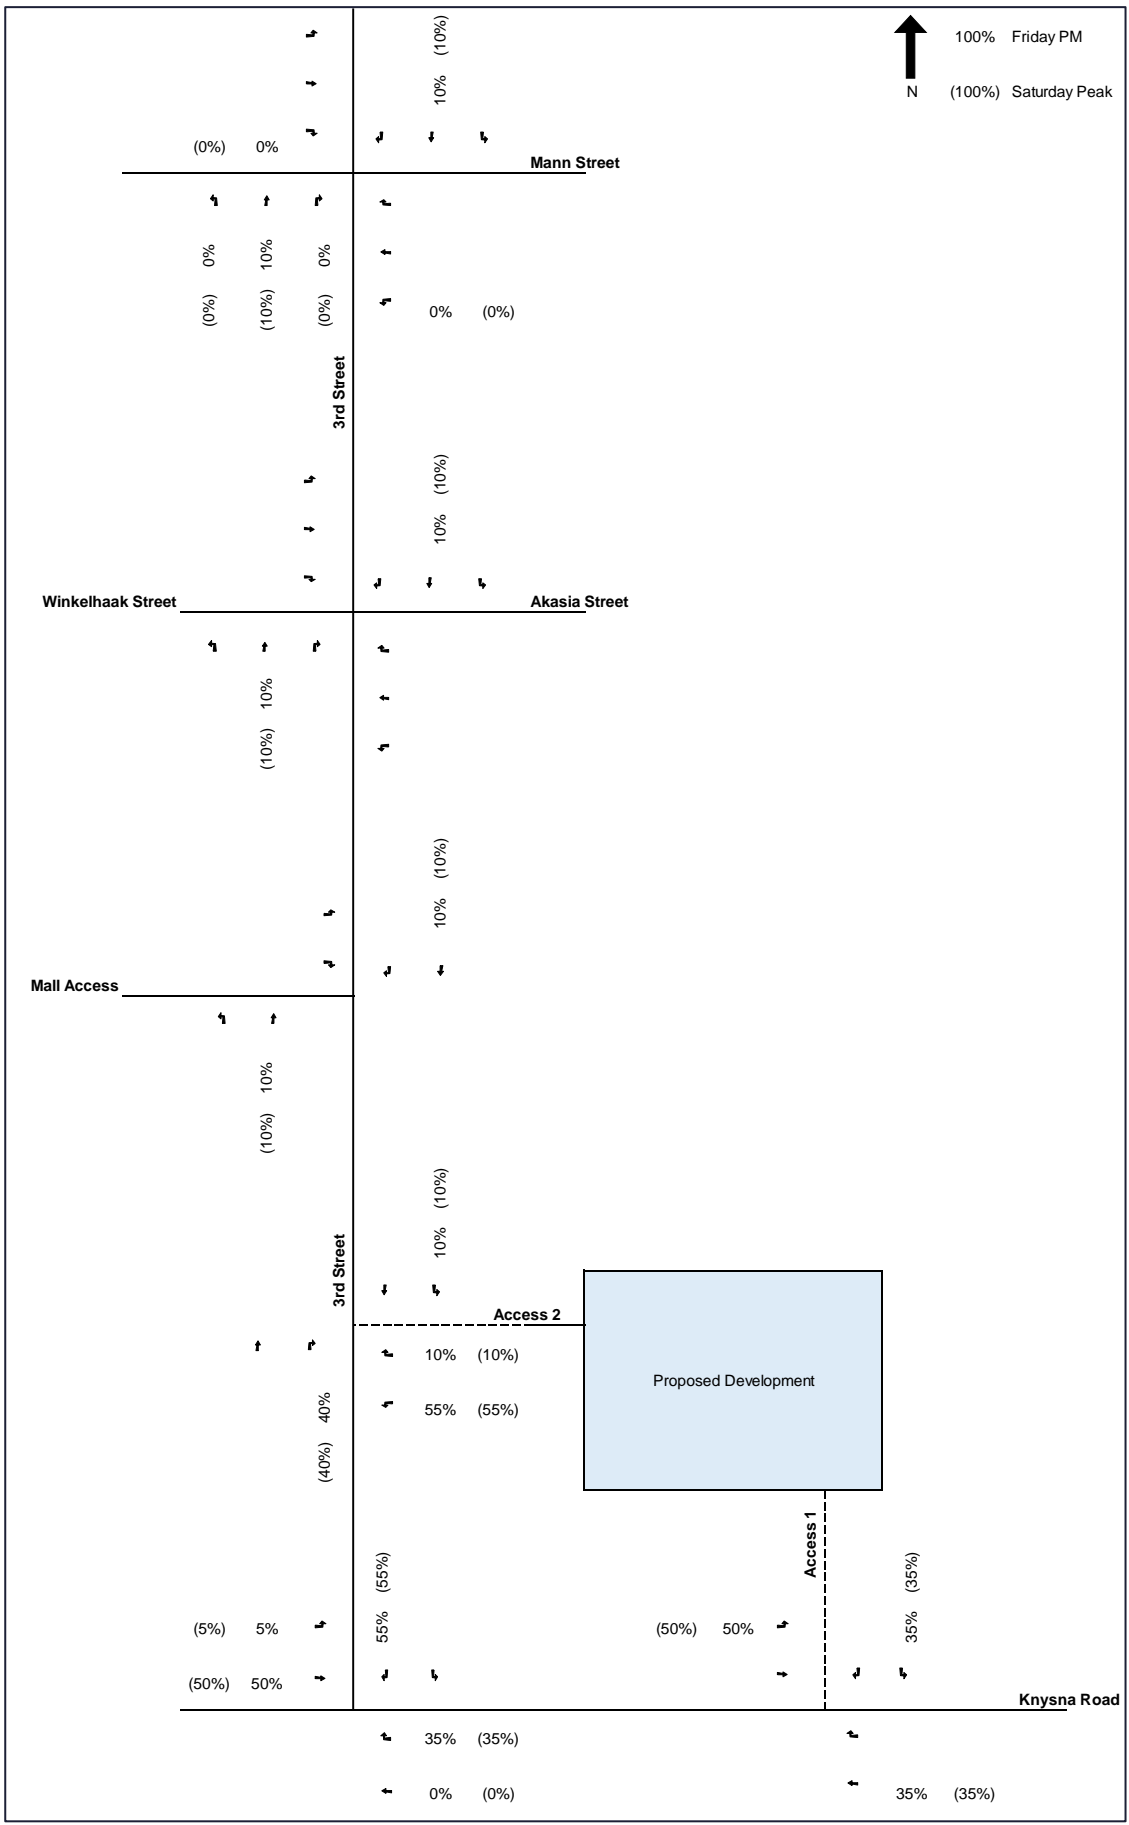 (10%)
10%
100% Friday PM
N (100%) Saturday Peak
(0%) 0%
Mann Street
0% 10% 0%
(0%) (10%) (0%)
0% (0%)
3rd Street
(10%)
10%
Winkelhaak Street
Akasia Street
10%
(10%)
(10%)
10%
Mall Access
10%
(10%)
(10%)
10%
3rd Street
Access 2
10% (10%)
Proposed Development
40%
55% (55%)
(40%)
Access 1
(55%)
55%
(35%)
35%
(5%) 5%
(50%) 50%
(50%) 50%
Knysna Road
35% (35%)
0% (0%)
35% (35%)